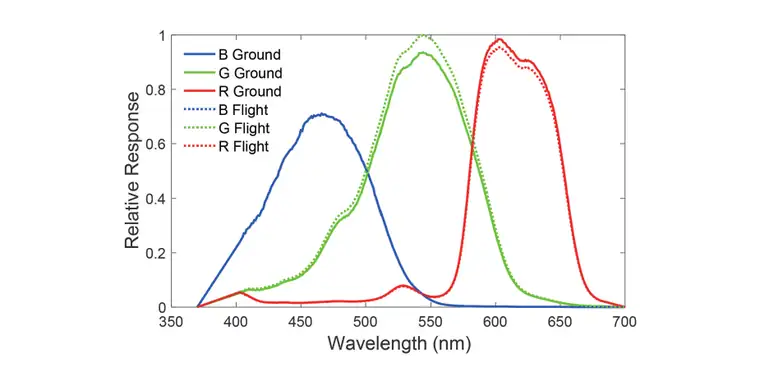 1
B Ground
G Ground
R Ground
B Flight
G Flight
R Flight
0.8
0.6
0.4
0.2
0
Relative Response
350 400 450 500 550 600 650 700
Wavelength (nm)